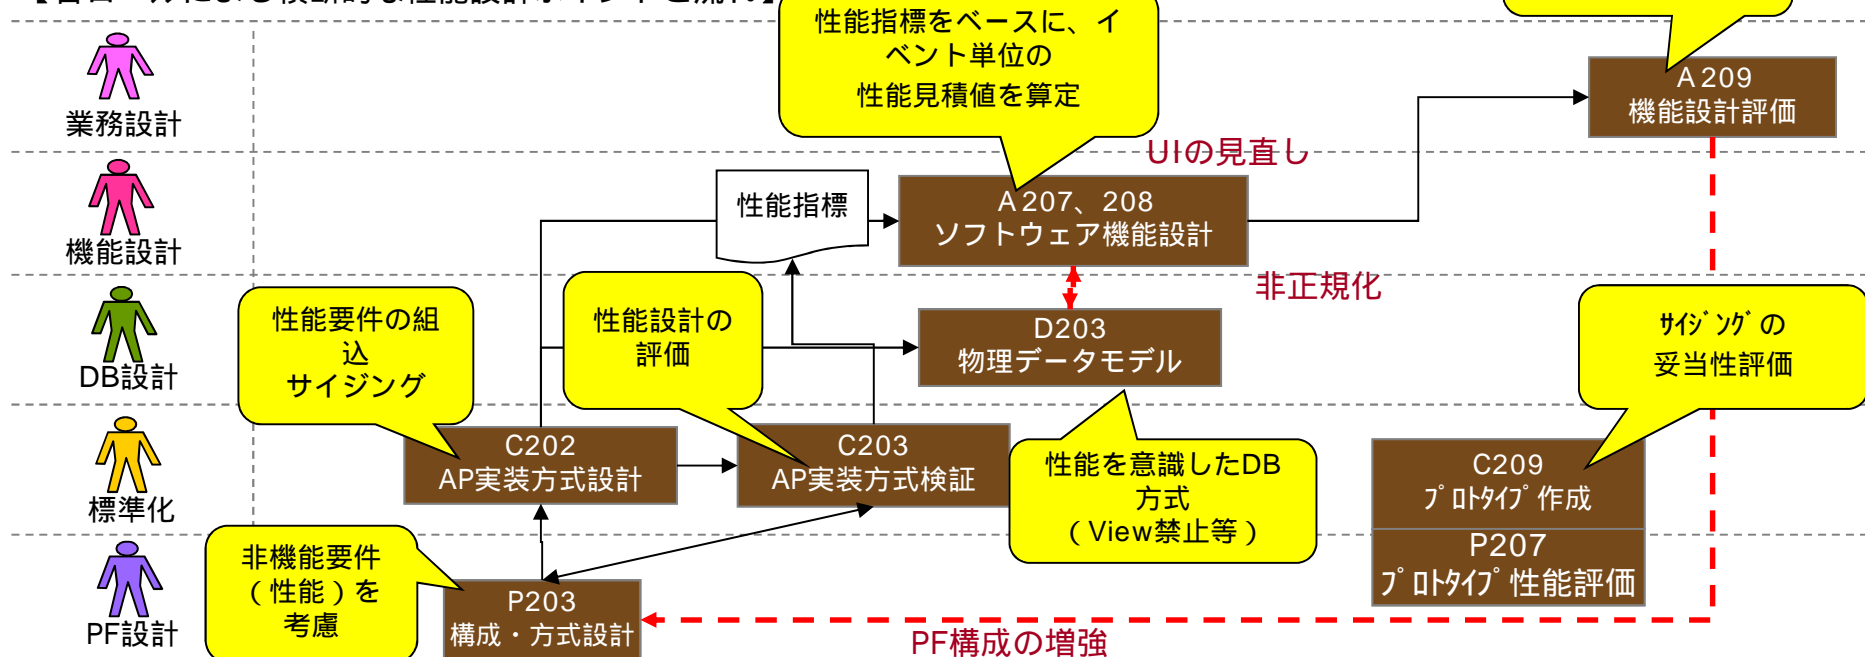 性能指標をベースに、イ
ベント単位の
性能見積値を算定
A209
機能設計評価
業務設計
UIの見直し
性能指標
A207、208
ソフトウェア機能設計
機能設計
非正規化
性能要件の組
込
サイジング
性能設計の
評価
D203
物理データモデル
ｻｲｼﾞﾝｸﾞの
妥当性評価
DB設計
C202
AP実装方式設計
C203
AP実装方式検証
性能を意識したDB
方式
（View禁止等）
C209
ﾌﾟﾛﾄﾀｲﾌﾟ作成
標準化
非機能要件
（性能）を
考慮
P203
構成・方式設計
P207
ﾌﾟﾛﾄﾀｲﾌﾟ性能評価
PF設計
PF構成の増強